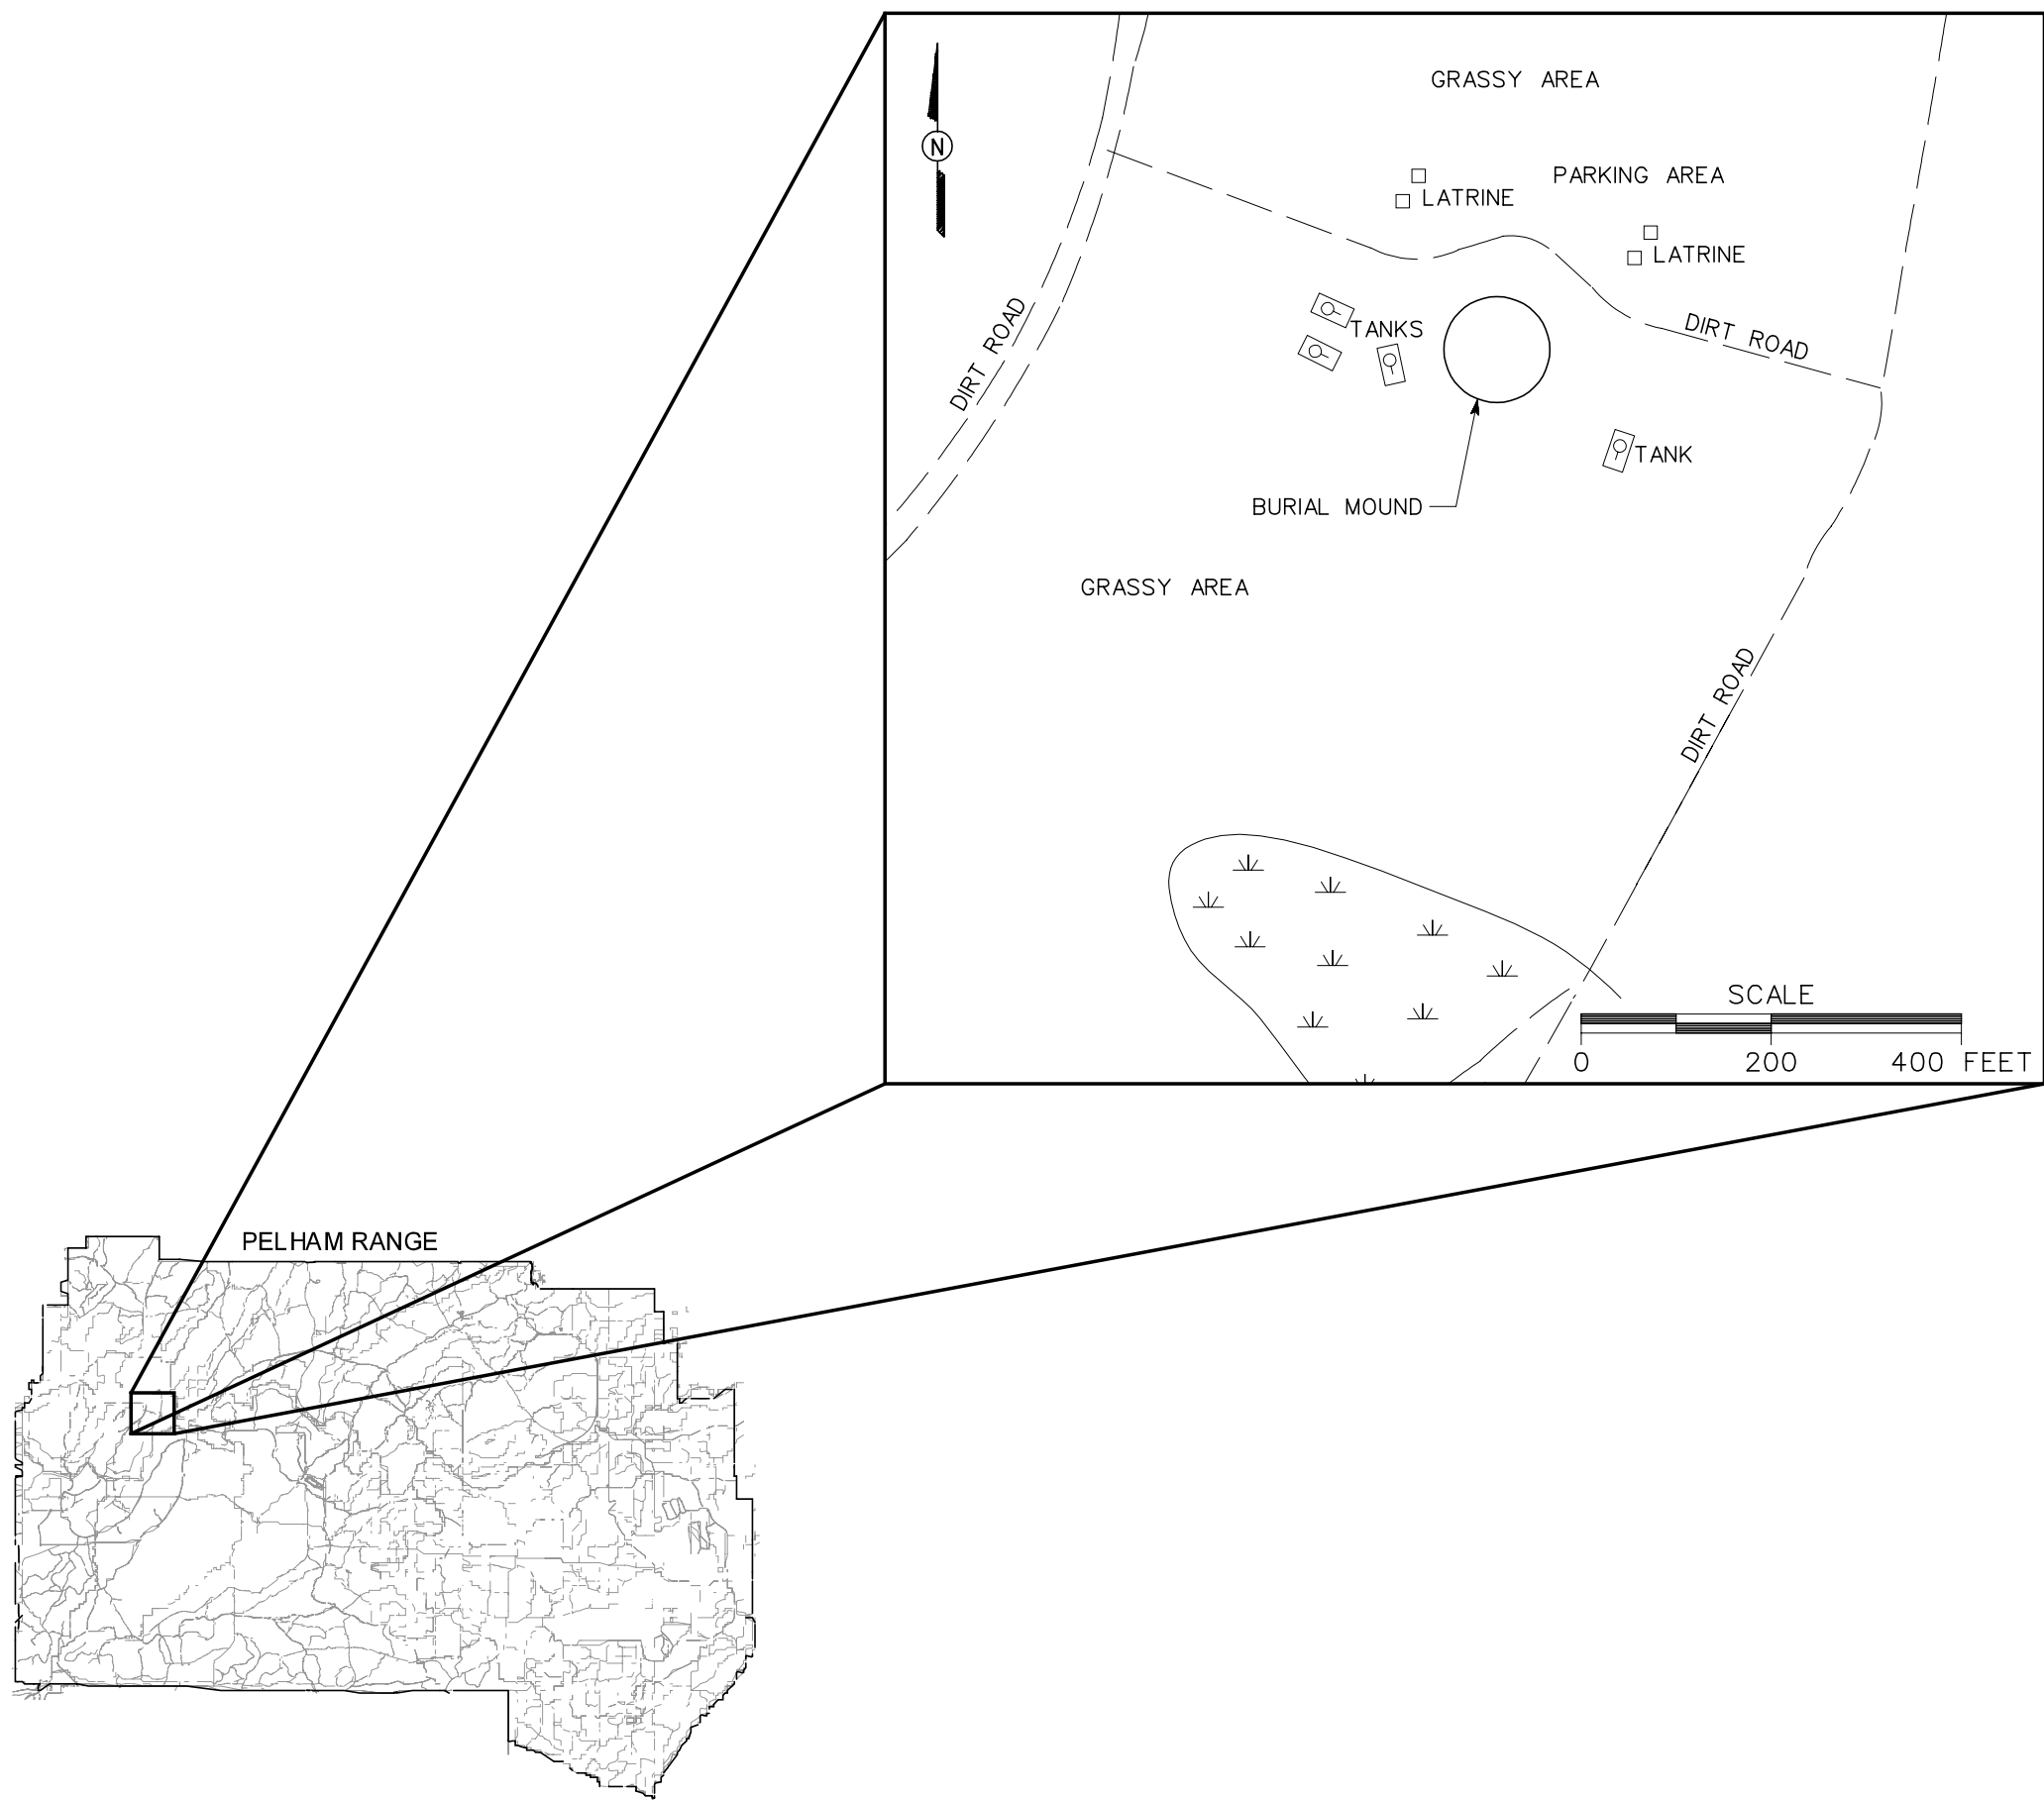 GRASSY AREA
N
PARKING AREA
LATRINE
LATRINE
DIRT ROAD
TANKS
DIRT ROAD
TANK
BURIAL MOUND
GRASSY AREA
DIRT ROAD
SCALE
0 200 400 FEET
PELHAM RANGE